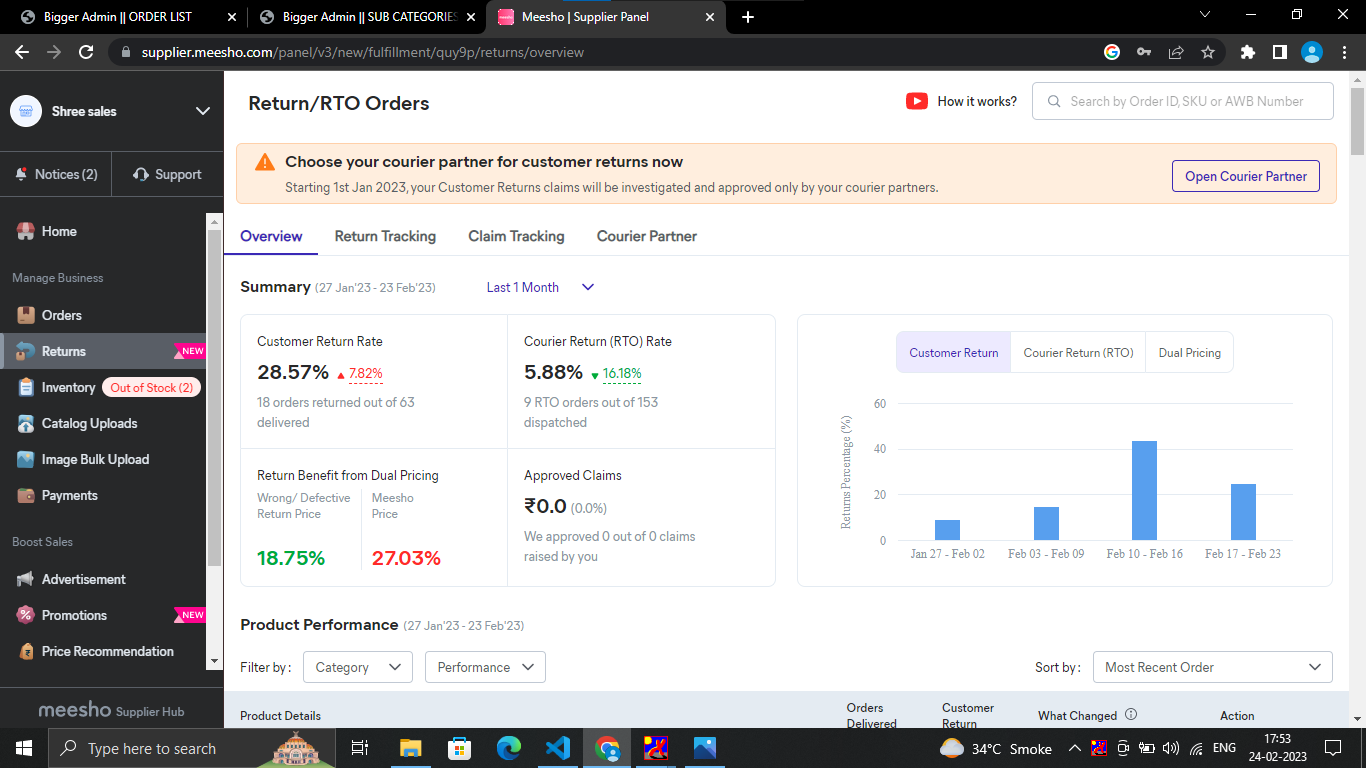 Bigger Admin || ORDER LIST
Bigger Admin || SUB CATEGORIES
Meesho | Supplier Panel
supplier.meesho.com/panel/v3/new/fulfillment/quy9p/returns/overview
Shree sales
Notices (2)
Support
Home
Manage Business
Orders
Returns
NEW
Inventory
Out of Stock (2)
Catalog Uploads
Image Bulk Upload
Payments
Boost Sales
Advertisement
Promotions
NEW
Price Recommendation
meesho Supplier Hub
Return/RTO Orders
How it works?
Search by Order ID, SKU or AWB Number
Choose your courier partner for customer returns now
Starting 1st Jan 2023, your Customer Returns claims will be investigated and approved only by your courier partners.
Open Courier Partner
Overview
Return Tracking
Claim Tracking
Courier Partner
Summary (27 Jan'23 - 23 Feb'23)
Last 1 Month
Customer Return Rate
28.57% 7.82%
18 orders returned out of 63
delivered
Courier Return (RTO) Rate
5.88% 16.18%
9 RTO orders out of 153
dispatched
Return Benefit from Dual Pricing
Wrong/ Defective
Return Price
18.75%
Meesho
Price
27.03%
Approved Claims
₹0.0 (0.0%)
We approved 0 out of 0 claims
raised by you
Customer Return
Courier Return (RTO)
Dual Pricing
Returns Percentage (%)
60
40
20
0
Jan 27 - Feb 02
Feb 03 - Feb 09
Feb 10 - Feb 16
Feb 17 - Feb 23
Product Performance (27 Jan'23 - 23 Feb'23)
Filter by :
Category
Performance
Sort by :
Most Recent Order
Product Details
Orders
Delivered
Customer
Return
What Changed
Action
Type here to search
34°C Smoke
ENG
17:53
24-02-2023